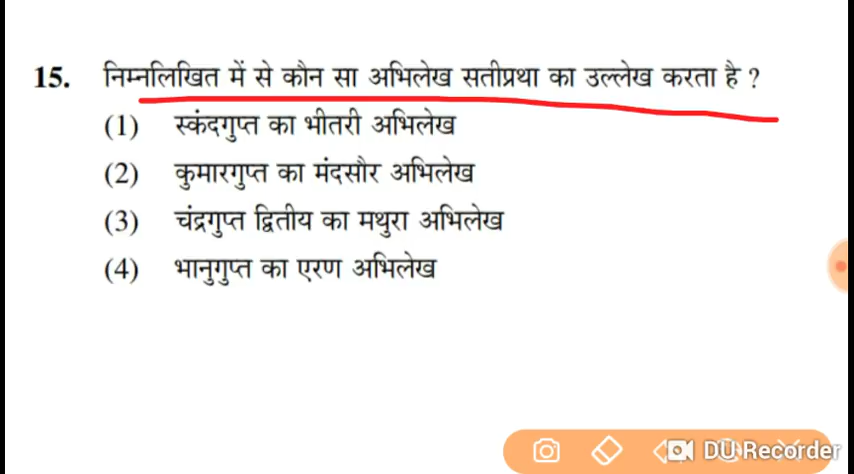 15. निम्नलिखित में से कौन सा अभिलेख सतीप्रथा का उल्लेख करता है ?
(1) स्कंदगुप्त का भीतरी अभिलेख
(2) कुमारगुप्त का मंदसौर अभिलेख
(3) चंद्रगुप्त द्वितीय का मथुरा अभिलेख
(4) भानुगुप्त का एरण अभिलेख
DU Recorder